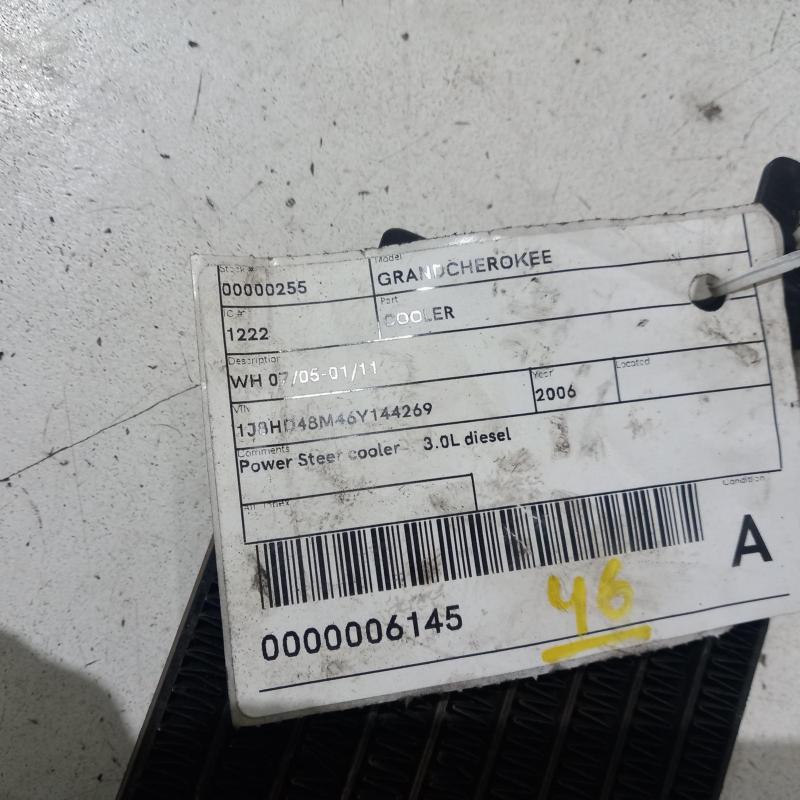 Stock # Model
00000255 GRANDCHEROKEE
IC # Part
1222 COOLER
Description
WH 07/05-01/11
VIN Year Located
1J8HD48M46Y144269 2006
Comments
Power Steer cooler 3.0L diesel
Condition
A
0000006145 46